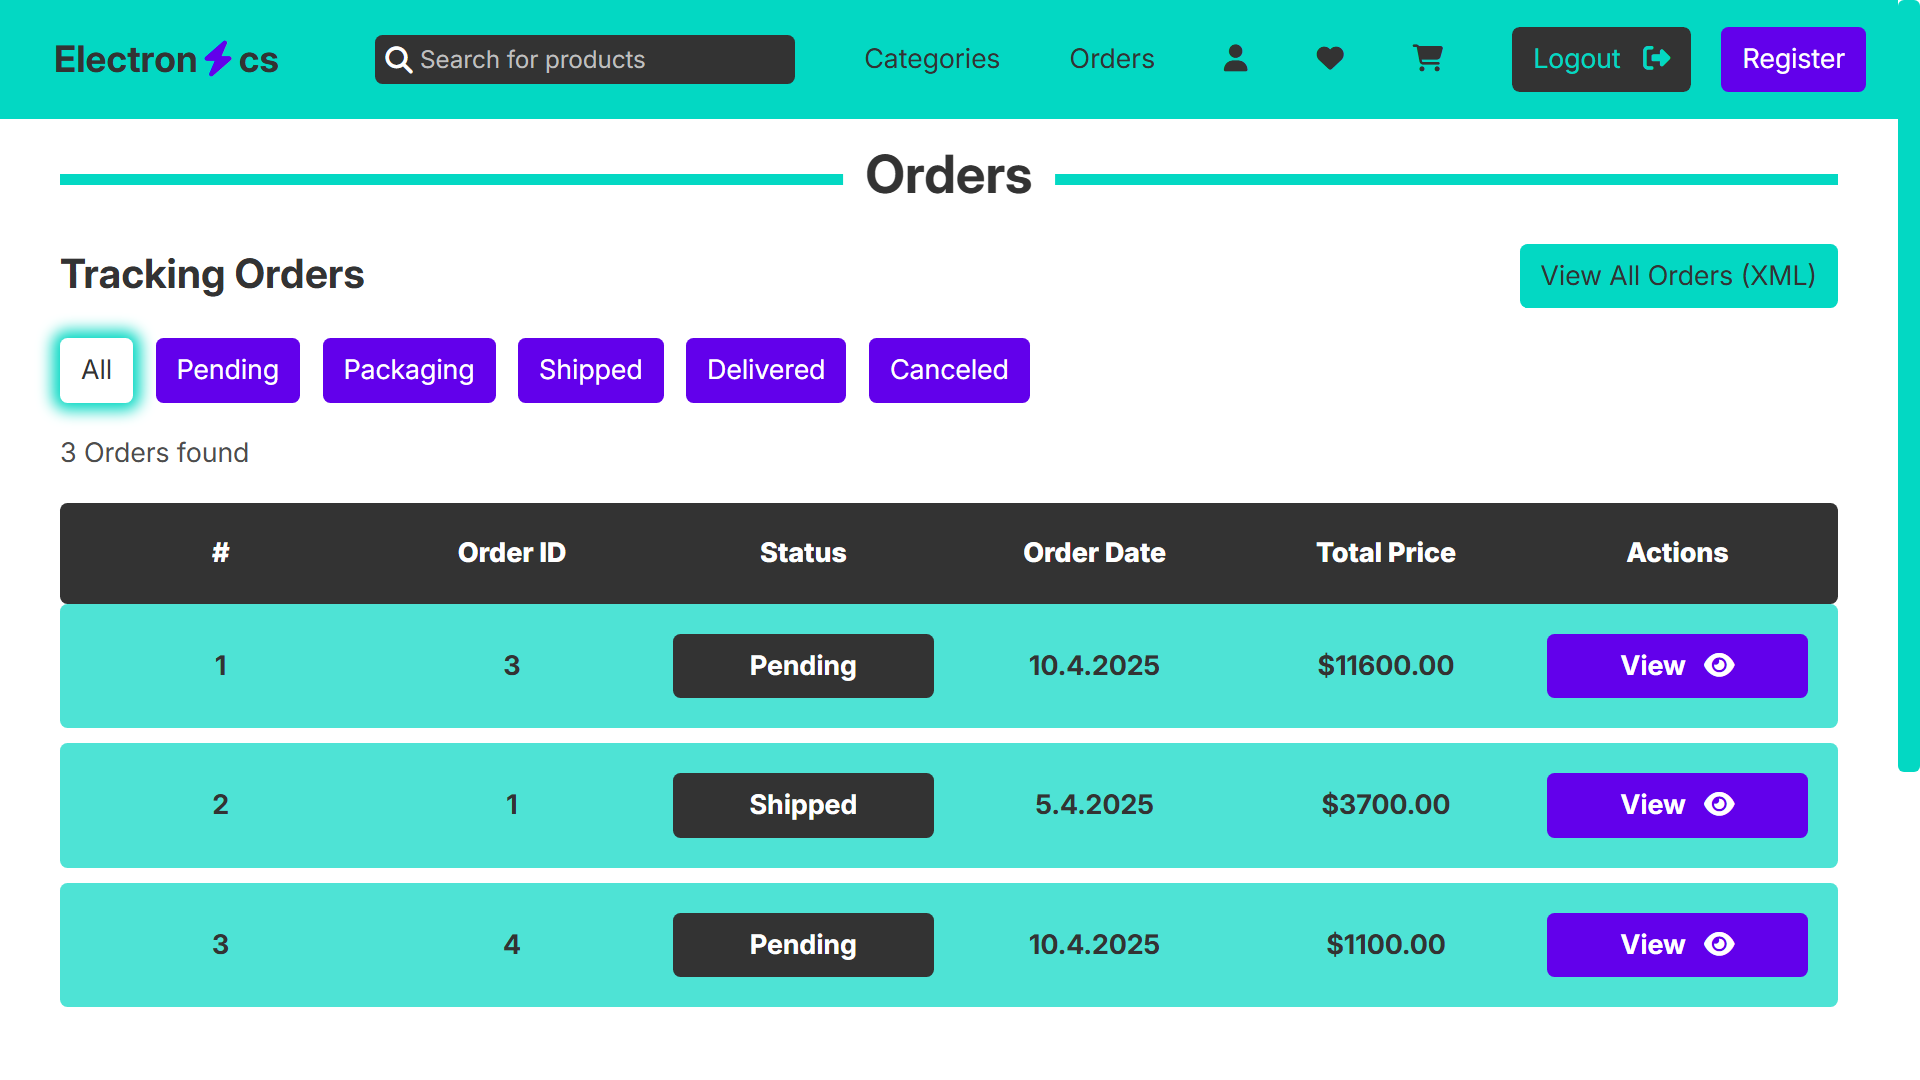 Electron cs
Search for products
Categories
Orders
Logout
Register
Orders
Tracking Orders
View All Orders (XML)
All
Pending
Packaging
Shipped
Delivered
Canceled
3 Orders found
# Order ID Status Order Date Total Price Actions
1 3 Pending 10.4.2025 $11600.00 View
2 1 Shipped 5.4.2025 $3700.00 View
3 4 Pending 10.4.2025 $1100.00 View